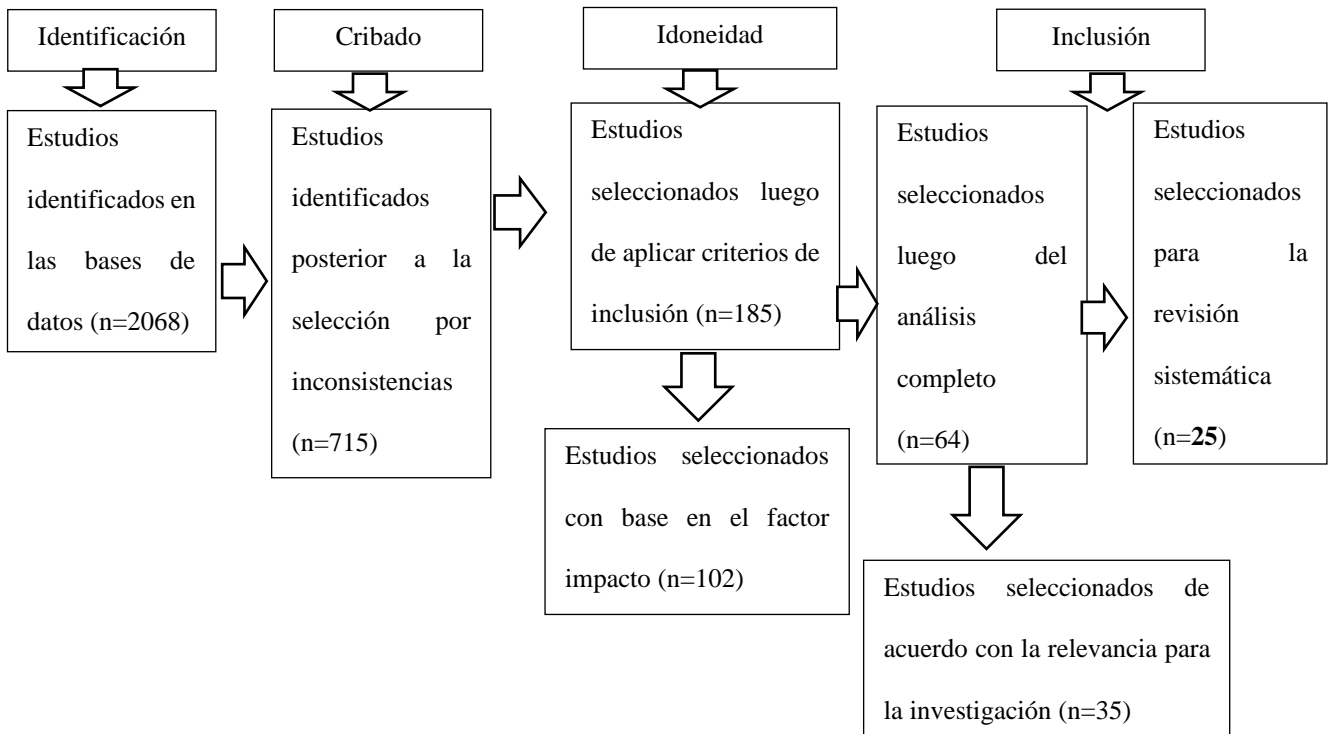 Identificación
Cribado
Idoneidad
Inclusión
Estudios
identificados en
las bases de
datos (n=2068)
Estudios
identificados
posterior a la
selección por
inconsistencias
(n=715)
Estudios
seleccionados luego
de aplicar criterios de
inclusión (n=185)
Estudios seleccionados
con base en el factor
impacto (n=102)
Estudios
seleccionados
luego del
análisis
completo
(n=64)
Estudios
seleccionados
para la
revisión
sistemática
(n=25)
Estudios seleccionados de
acuerdo con la relevancia para
la investigación (n=35)